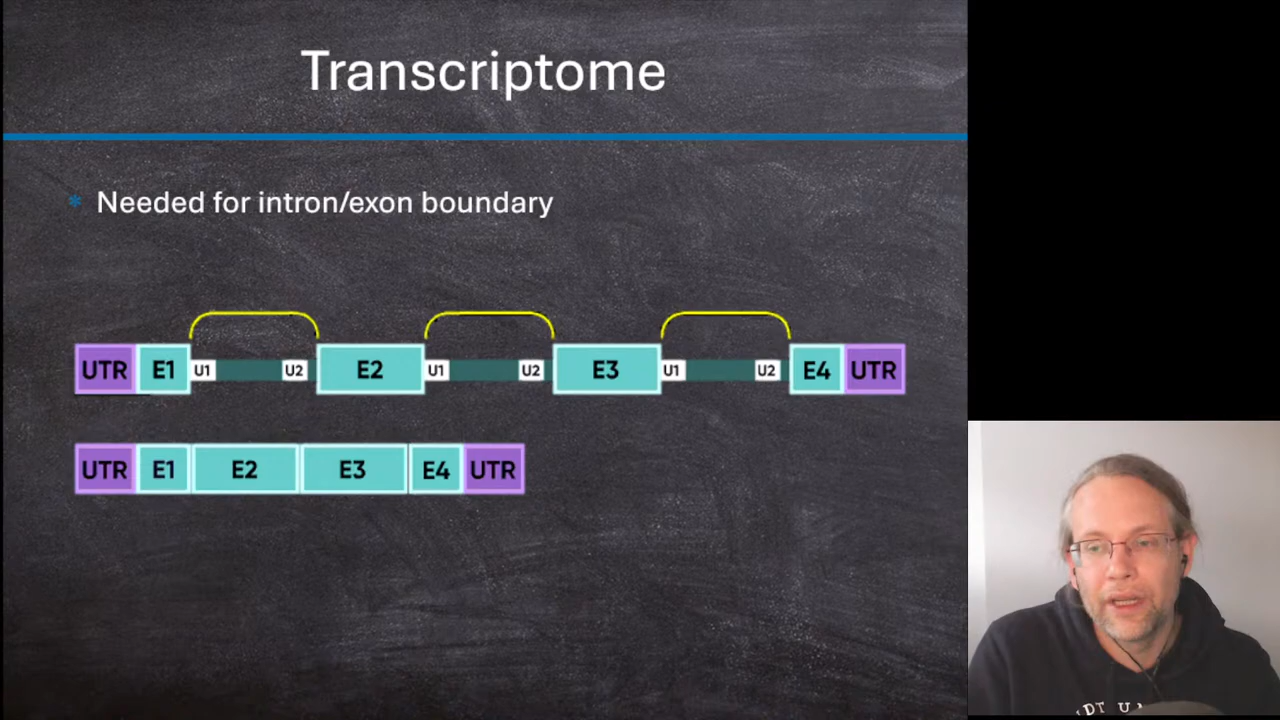 Transcriptome
* Needed for intron/exon boundary
UTR E1 U1 U2 E2 U1 U2 E3 U1 U2 E4 UTR
UTR E1 E2 E3 E4 UTR